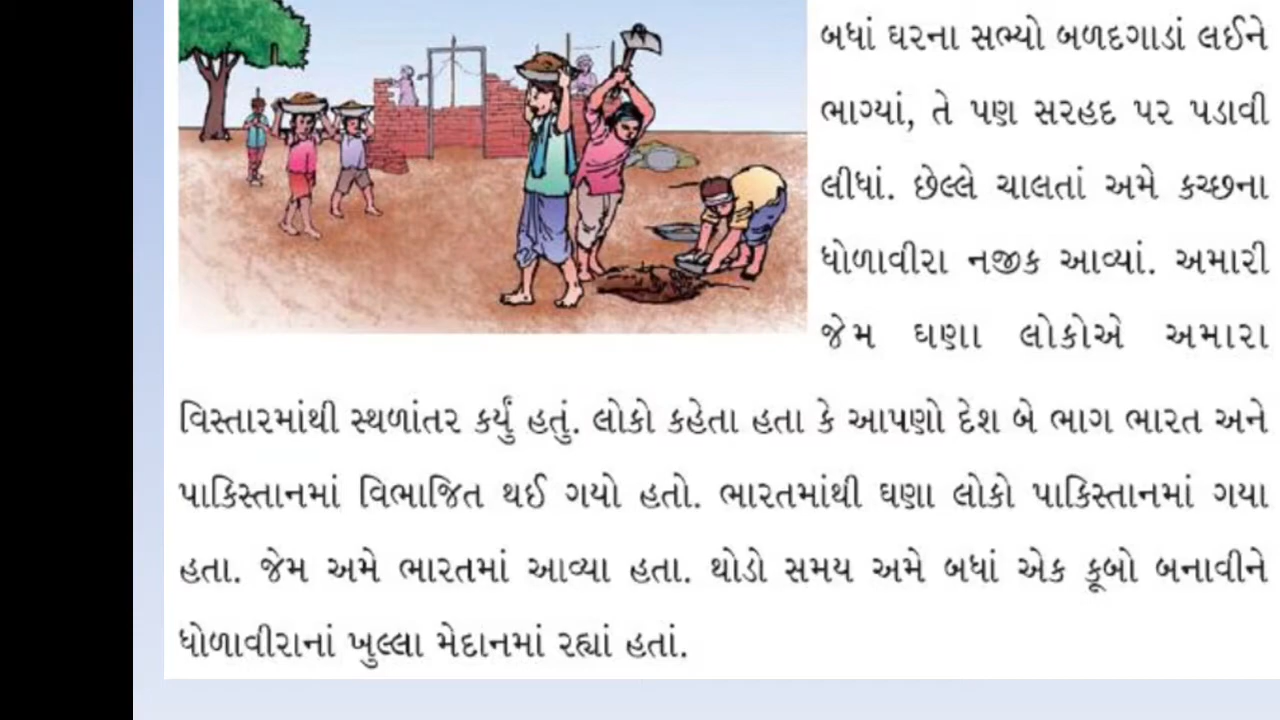 બધાં ઘરના સભ્યો બળદગાડાં લઈને
ભાગ્યાં, તે પણ સરહદ પર પડાવી
લીધાં. છેલ્લે ચાલતાં અમે કચ્છના
ધોળાવીરા નજીક આવ્યાં. અમારી
જેમ ઘણા લોકોએ અમારા
વિસ્તારમાંથી સ્થળાંતર કર્યું હતું. લોકો કહેતા હતા કે આપણો દેશ બે ભાગ ભારત અને
પાકિસ્તાનમાં વિભાજિત થઈ ગયો હતો. ભારતમાંથી ઘણા લોકો પાકિસ્તાનમાં ગયા
હતા. જેમ અમે ભારતમાં આવ્યા હતા. થોડો સમય અમે બધાં એક કૂબો બનાવીને
ધોળાવીરાનાં ખુલ્લા મેદાનમાં રહ્યાં હતાં.